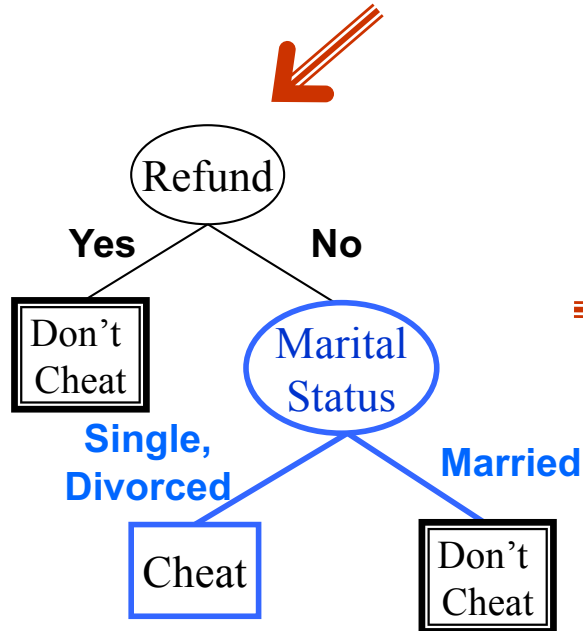 Refund
Yes
No
Don’t
Cheat
Marital
Status
Single,
Divorced
Married
Cheat
Don’t
Cheat